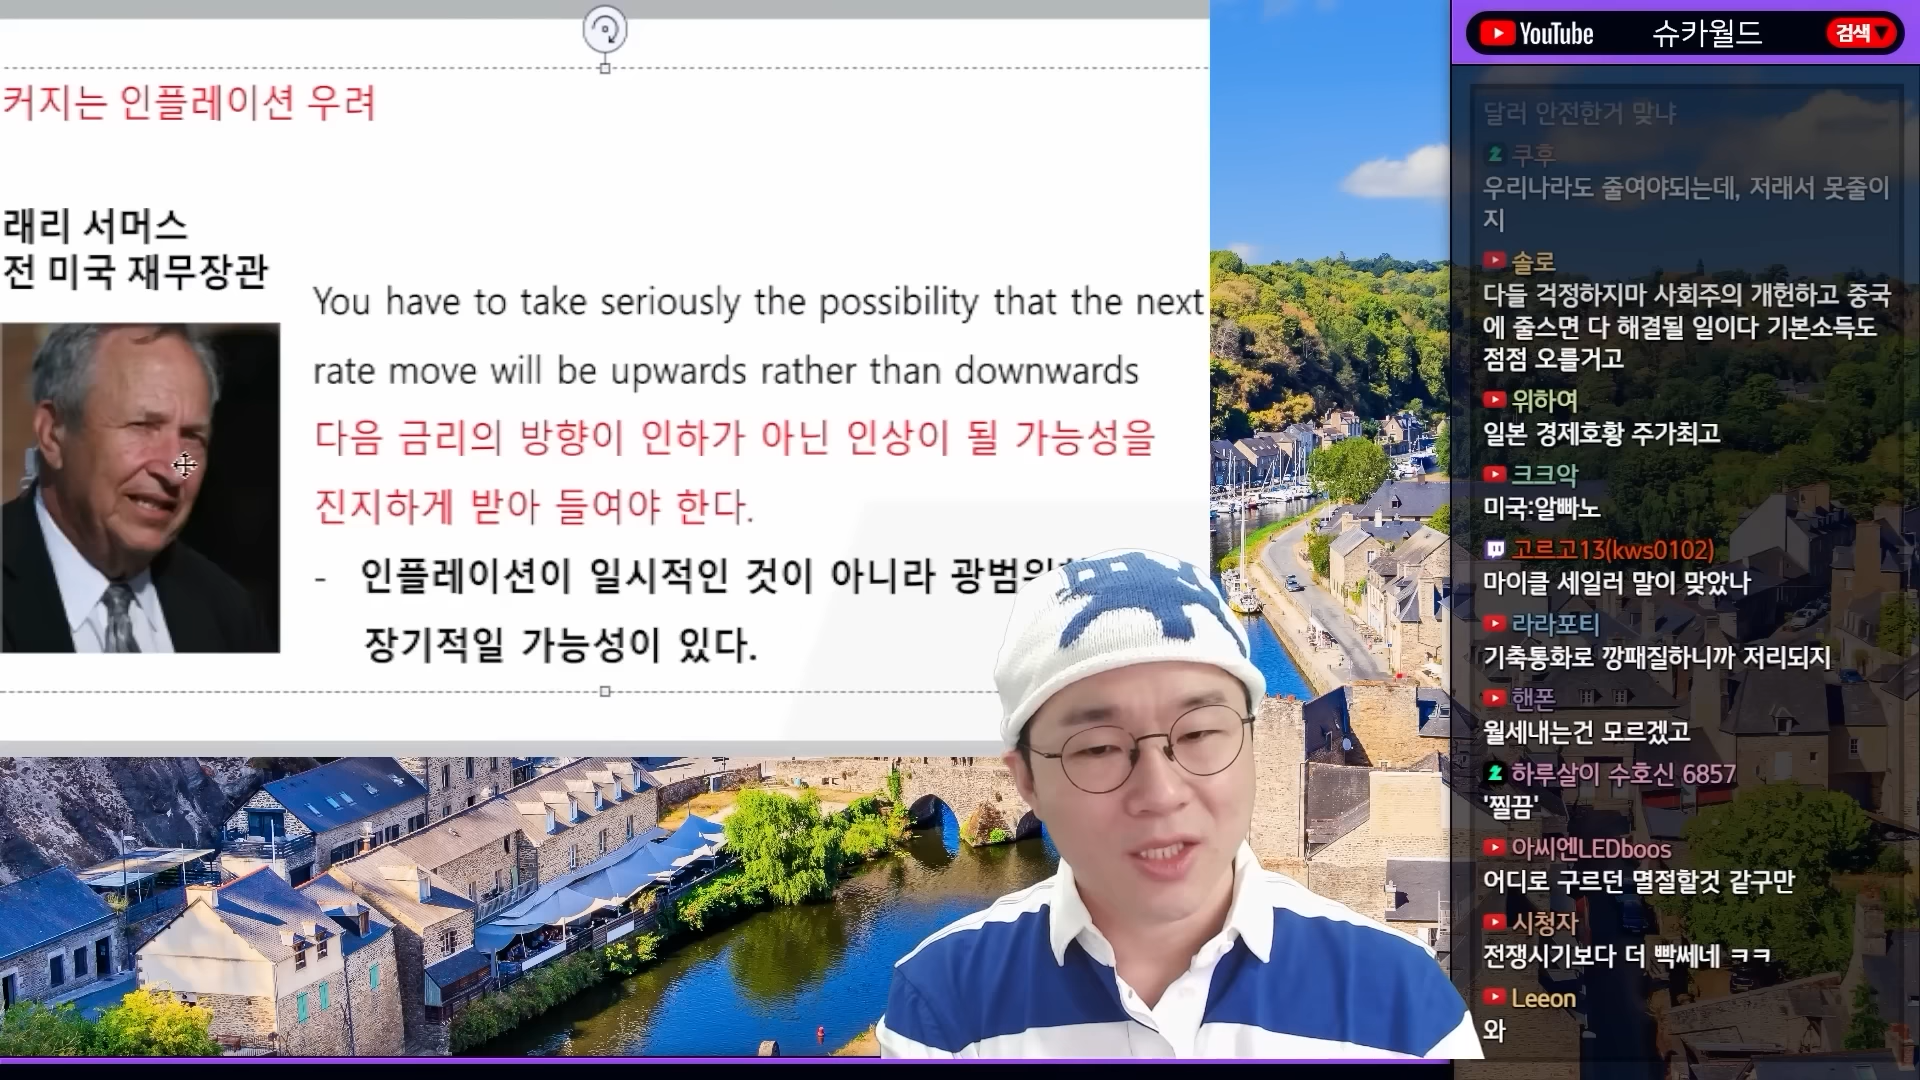 커지는 인플레이션 우려
래리 서머스
전 미국 재무장관
You have to take seriously the possibility that the next
rate move will be upwards rather than downwards
다음 금리의 방향이 인하가 아닌 인상이 될 가능성을
진지하게 받아 들여야 한다.
- 인플레이션이 일시적인 것이 아니라
장기적일 가능성이 있다.
YouTube 슈카월드 검색
달러 안전한거 맞냐
쿠후
우리나라도 줄여야되는데, 저래서 못줄이
지
솔로
다들 걱정하지마 사회주의 개헌하고 중국
에 줄스면 다 해결될 일이다 기본소득도
점점 오를거고
위하여
일본 경제호황 주가최고
크크악
미국:알빠노
고르고13(kws0102)
마이클 세일러 말이 맞았나
라라포티
기축통화로 깡패질하니까 저리되지
핸폰
월세내는건 모르겠고
하루살이 수호신 6857
'찔끔'
아씨엔LEDboos
어디로 구르던 멸절할것 같구만
시청자
전쟁시기보다 더 빡쎄네 ㅋㅋ
Leeon
와